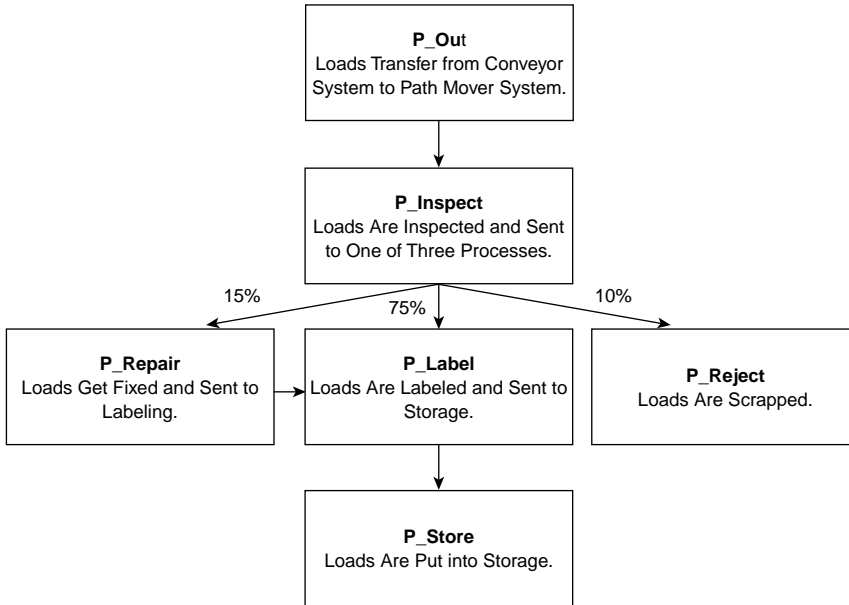 P_Out
Loads Transfer from Conveyor
System to Path Mover System.
P_Inspect
Loads Are Inspected and Sent
to One of Three Processes.
15%
75%
10%
P_Repair
Loads Get Fixed and Sent to
Labeling.
P_Label
Loads Are Labeled and Sent to
Storage.
P_Reject
Loads Are Scrapped.
P_Store
Loads Are Put into Storage.